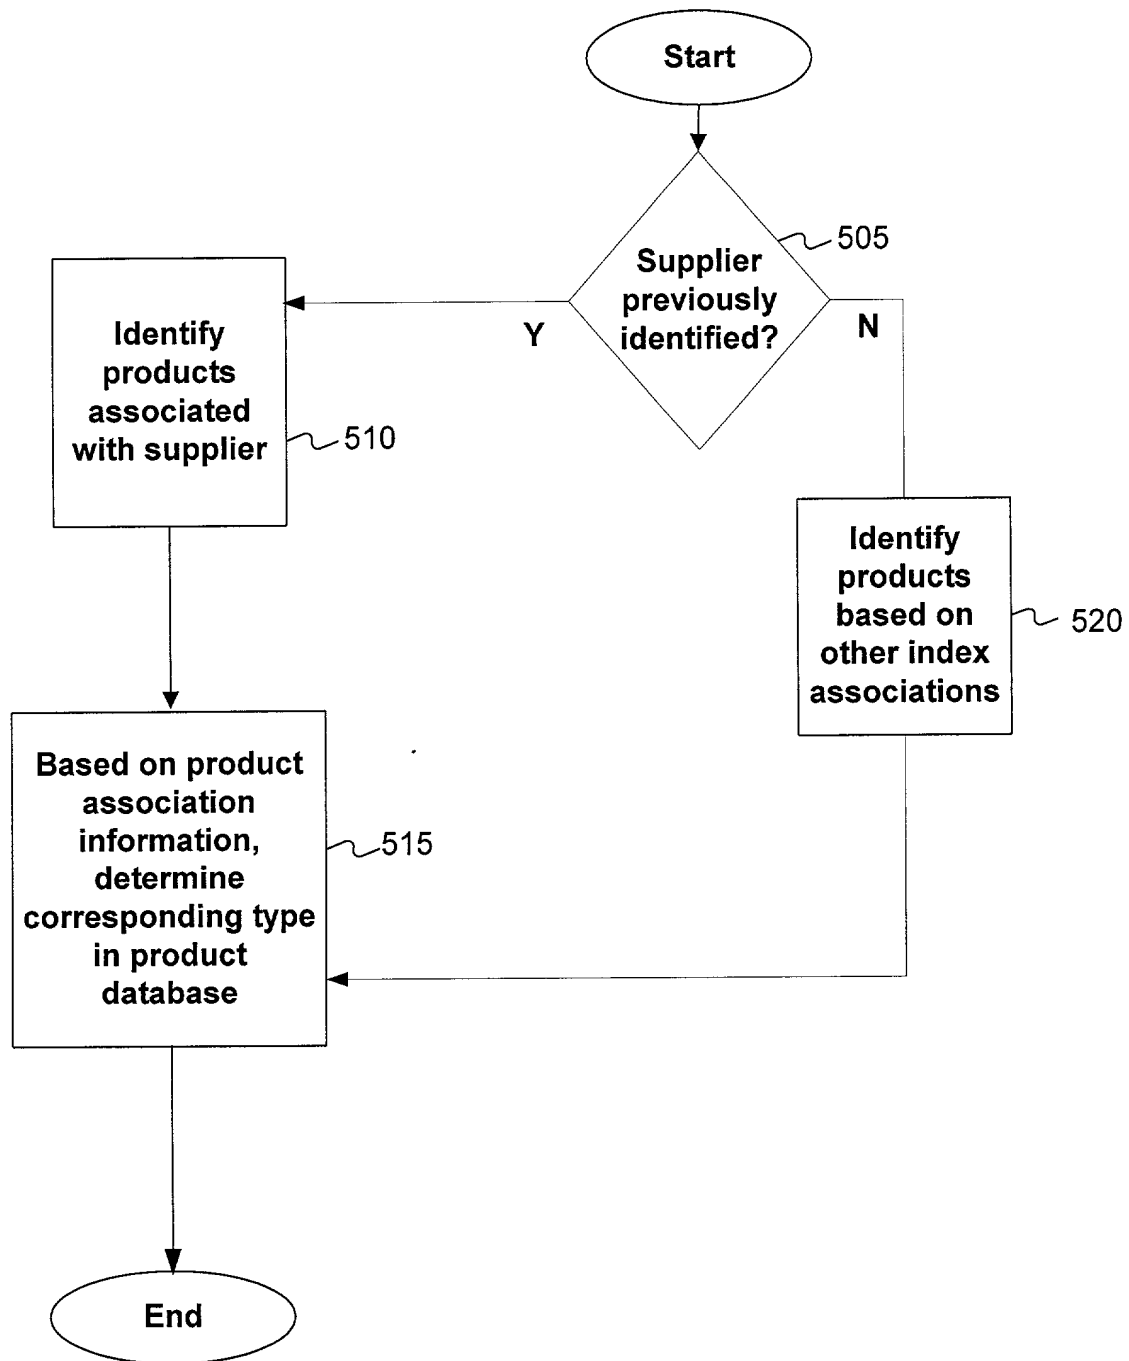 Start
Supplier
previously
identified?
505
Y
N
Identify
products
associated
with supplier
510
Identify
products
based on
other index
associations
520
Based on product
association
information,
determine
corresponding type
in product
database
515
End